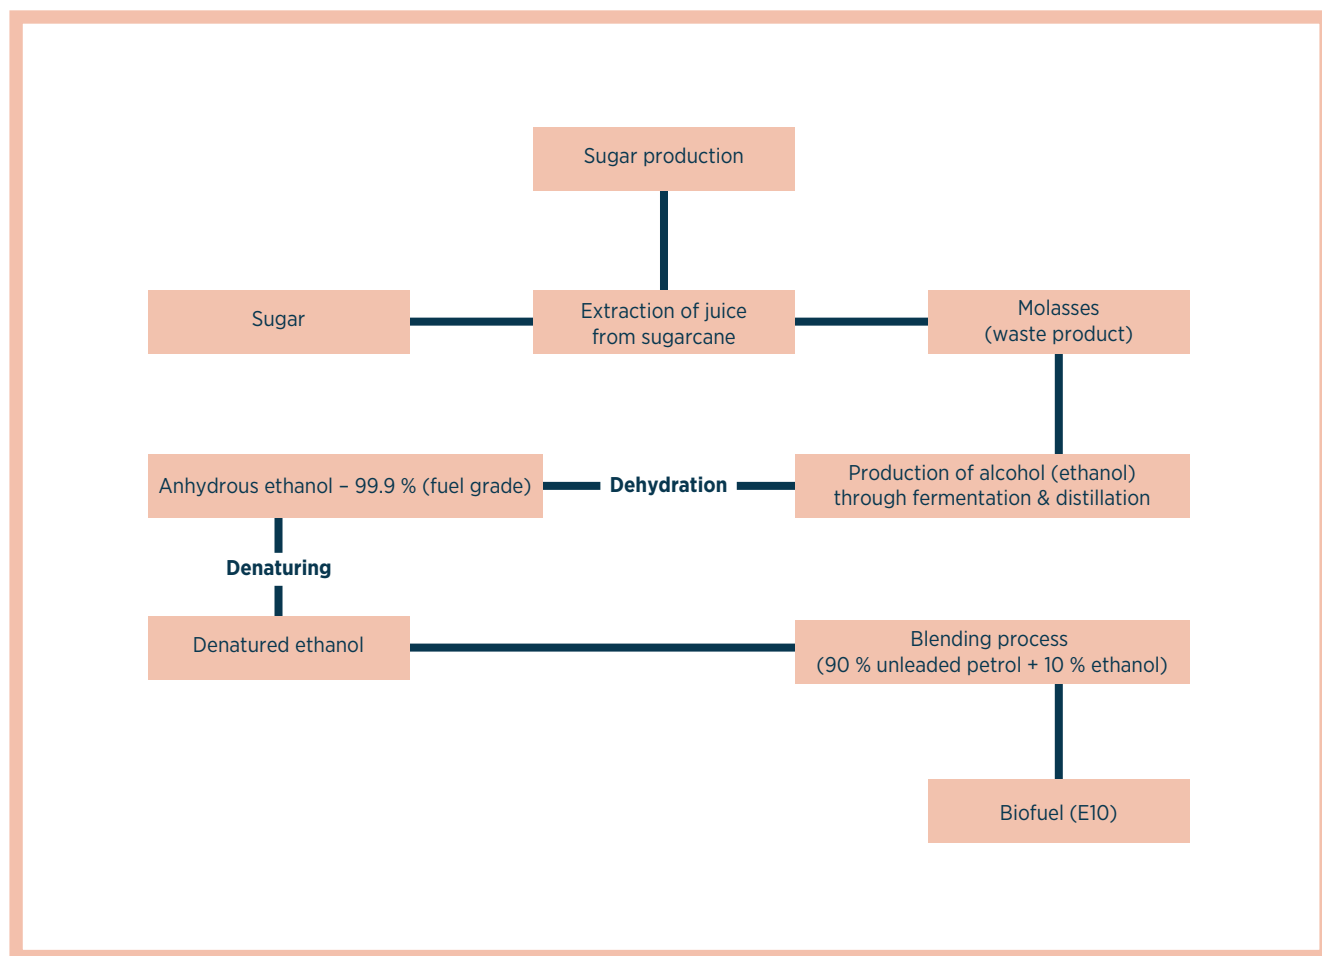 Sugar production
Sugar
Extraction of juice
from sugarcane
Molasses
(waste product)
Anhydrous ethanol – 99.9 % (fuel grade)
Dehydration
Production of alcohol (ethanol)
through fermentation & distillation
Denaturing
Denatured ethanol
Blending process
(90 % unleaded petrol + 10 % ethanol)
Biofuel (E10)